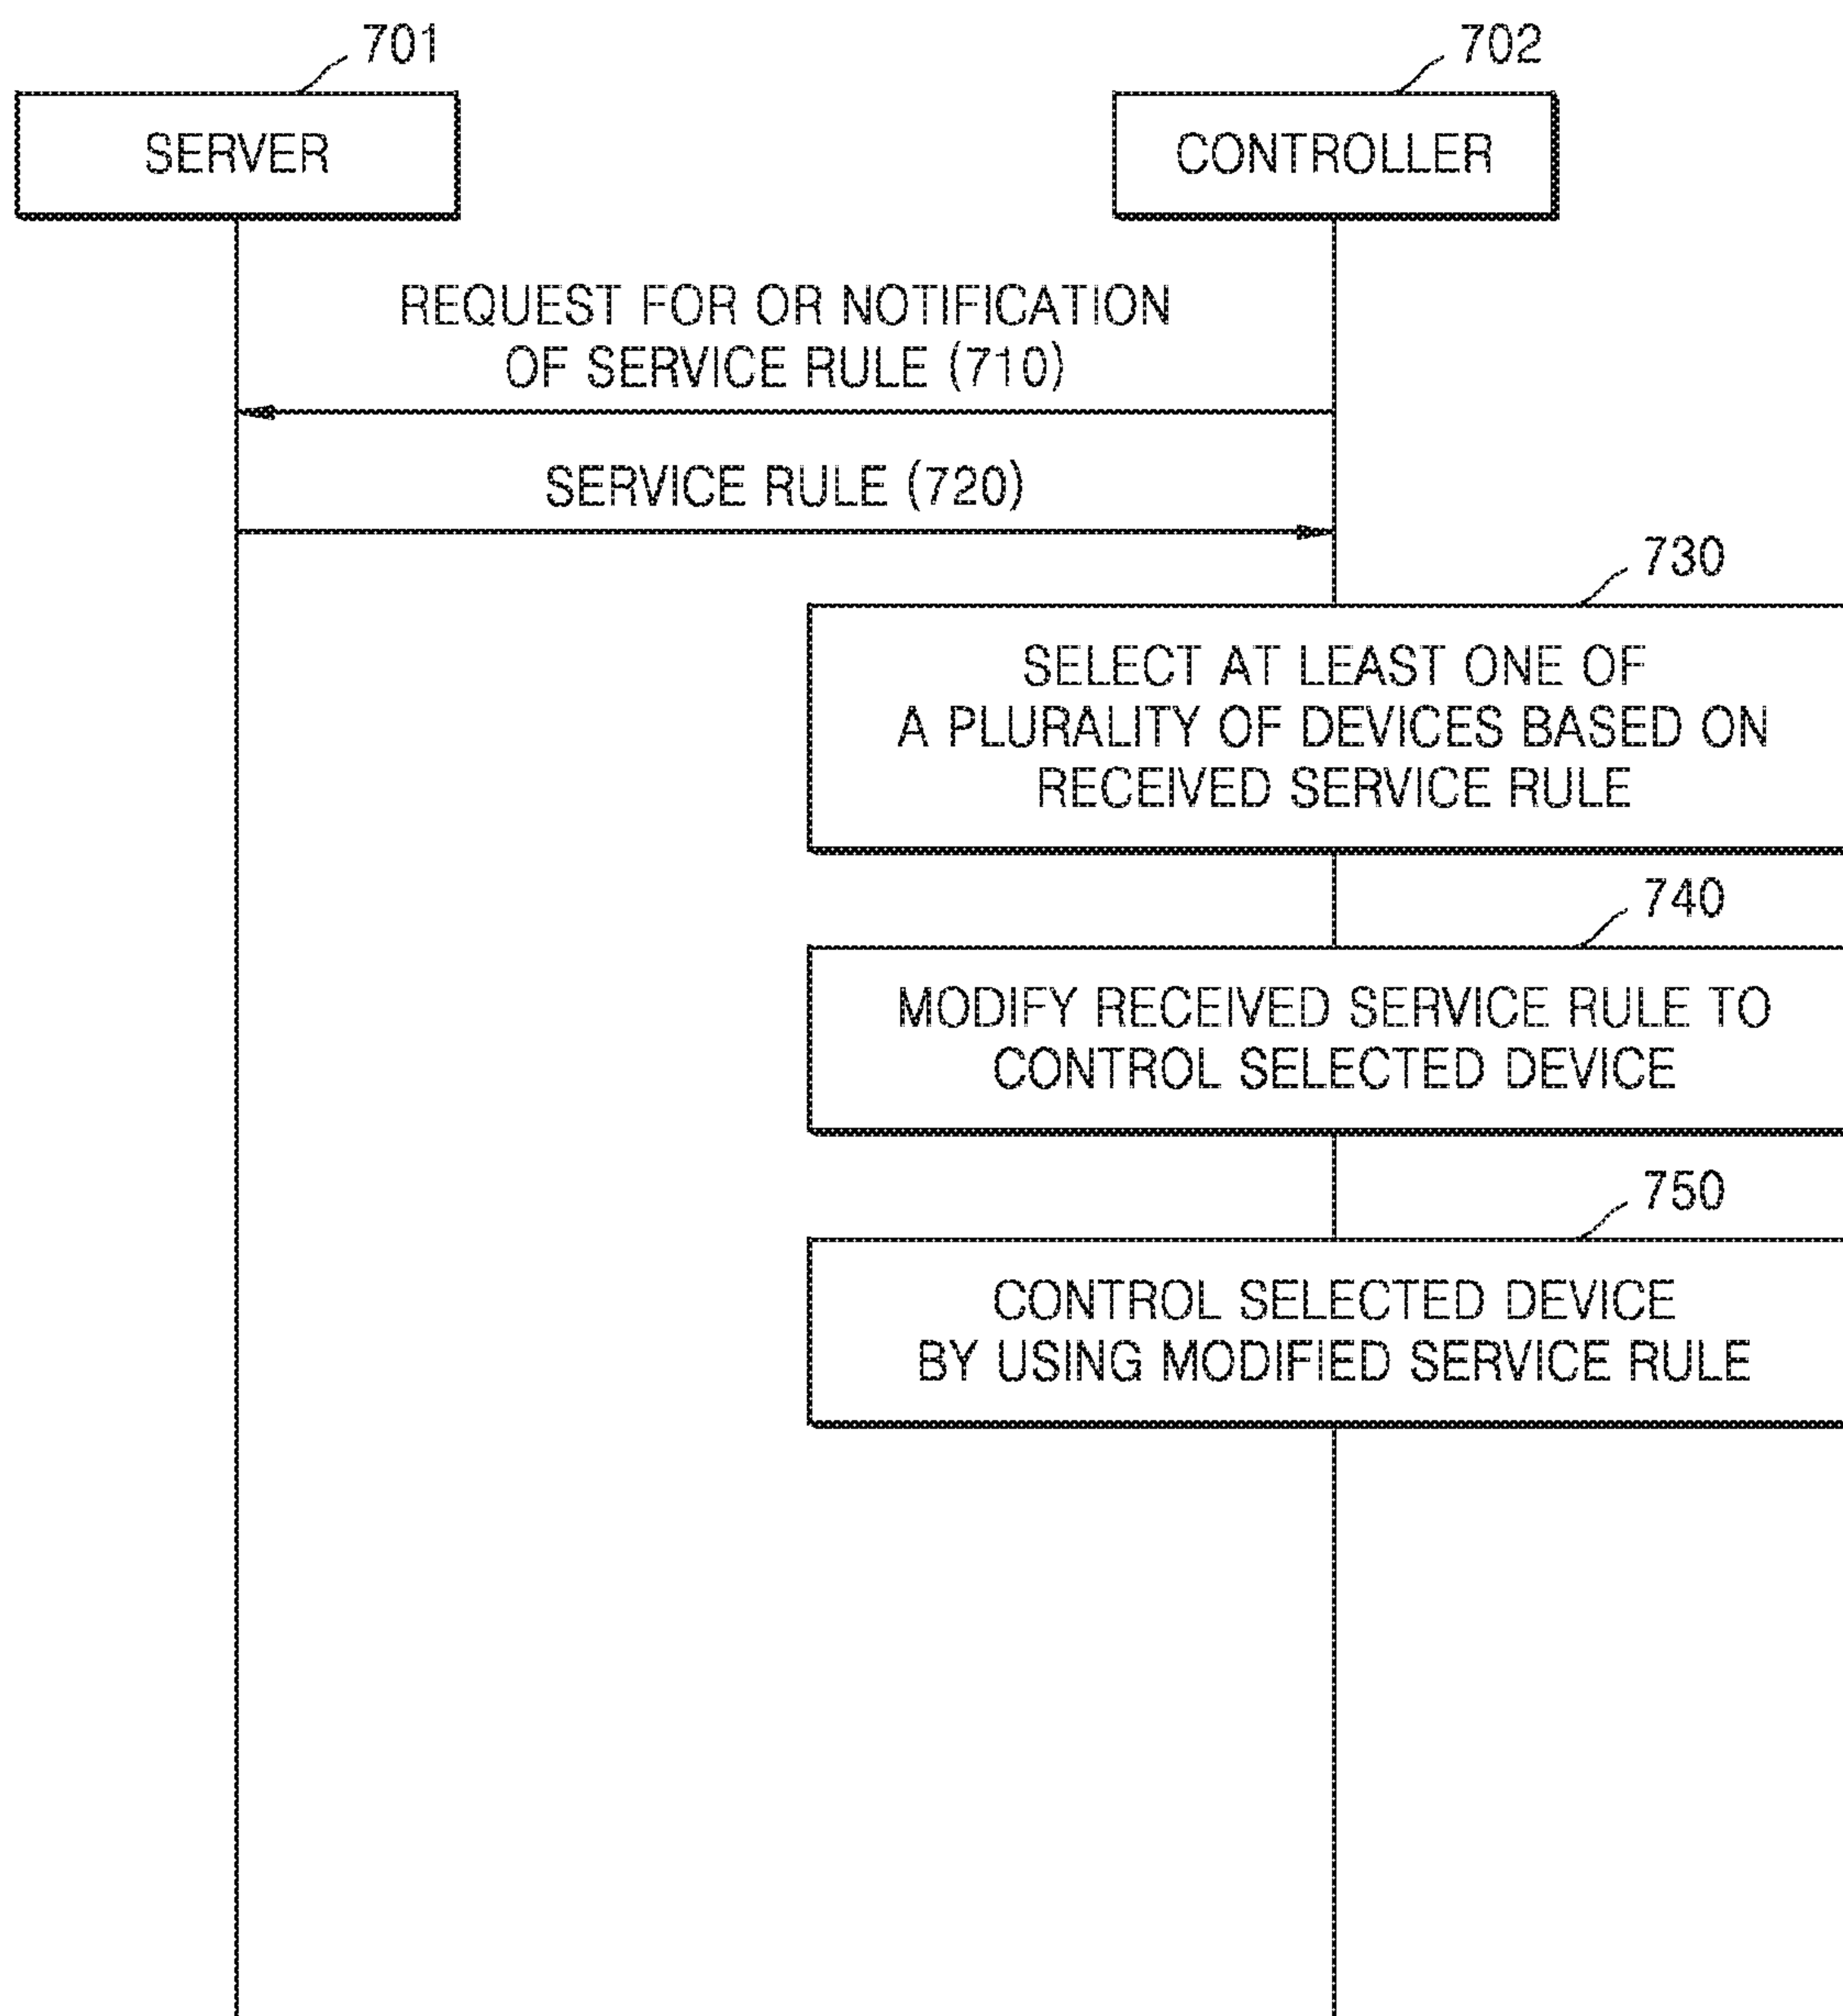 701
702
SERVER
CONTROLLER
REQUEST FOR OR NOTIFICATION
OF SERVICE RULE (710)
SERVICE RULE (720)
730
SELECT AT LEAST ONE OF
A PLURALITY OF DEVICES BASED ON
RECEIVED SERVICE RULE
740
MODIFY RECEIVED SERVICE RULE TO
CONTROL SELECTED DEVICE
750
CONTROL SELECTED DEVICE
BY USING MODIFIED SERVICE RULE